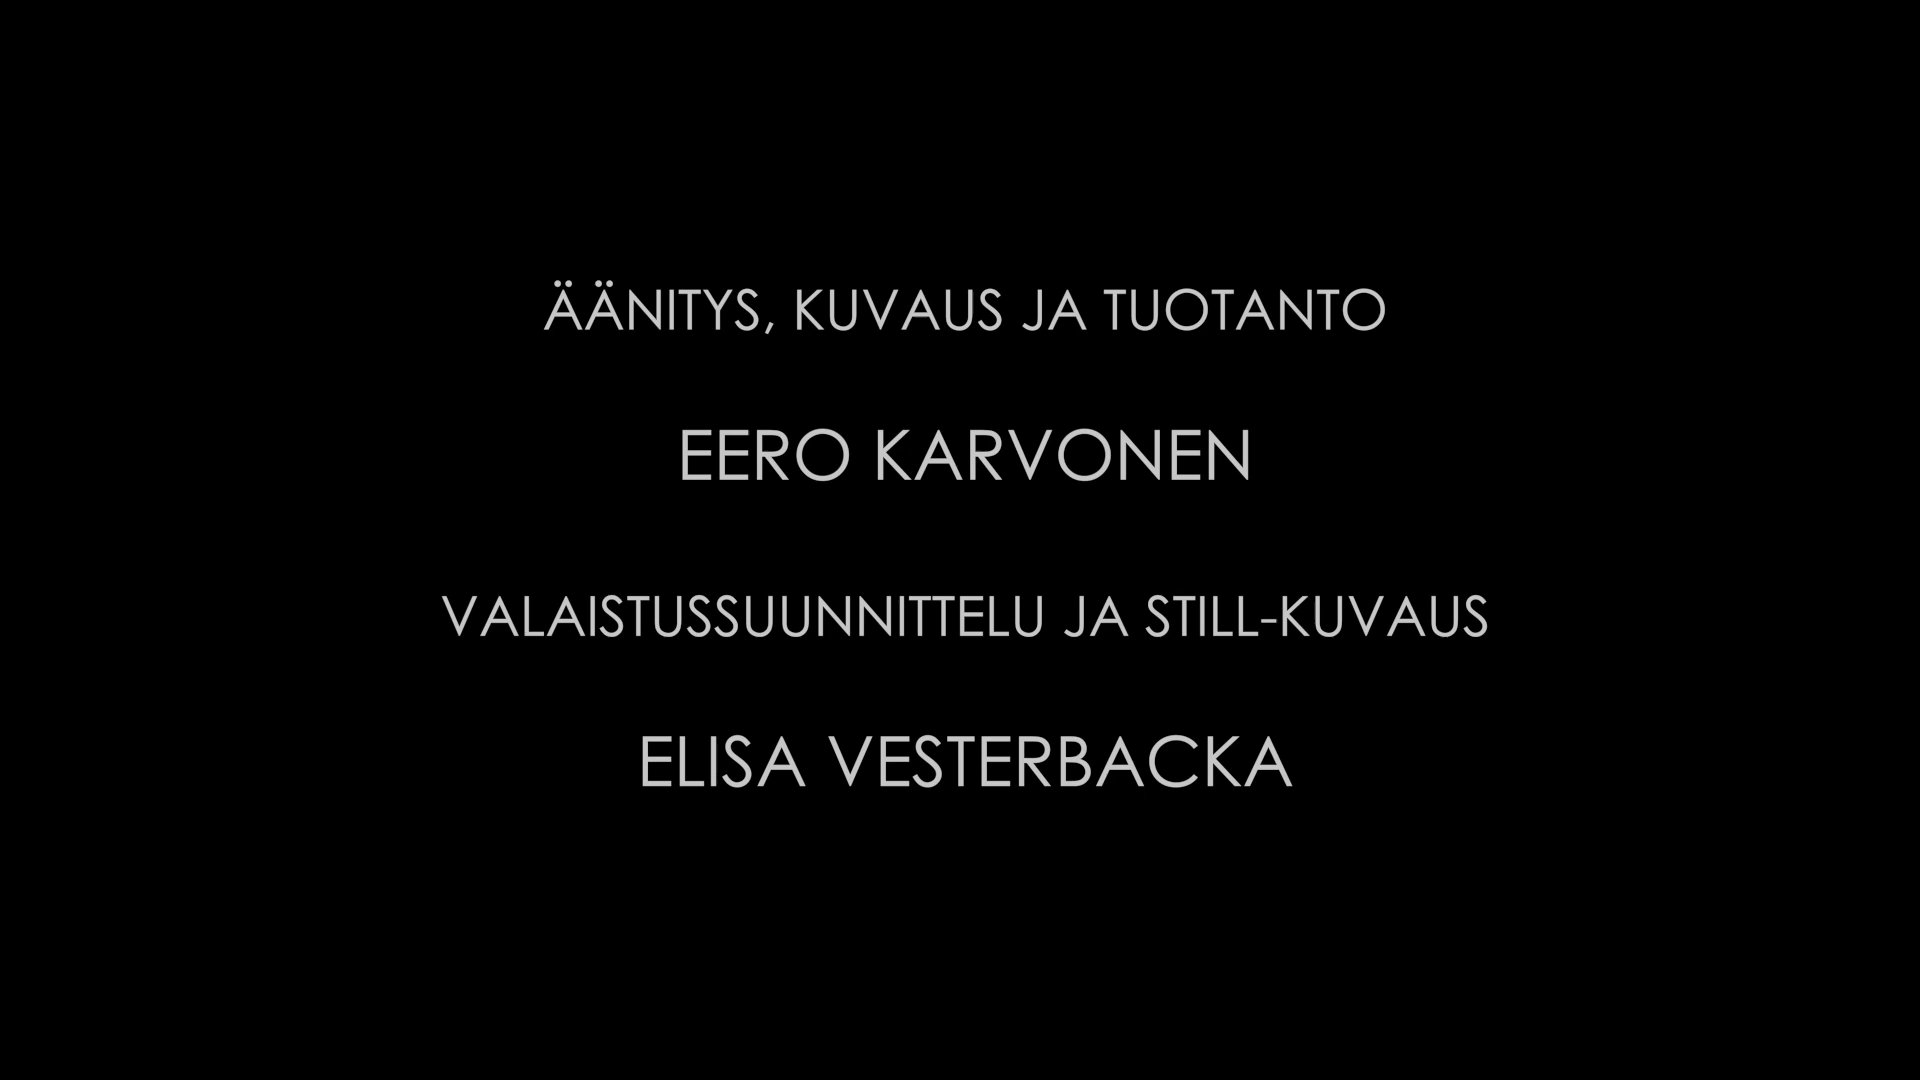 ÄÄNITYS, KUVAUS JA TUOTANTO
EERO KARVONEN
VALAISTUSSUUNNITTELU JA STILL-KUVAUS
ELISA VESTERBACKA